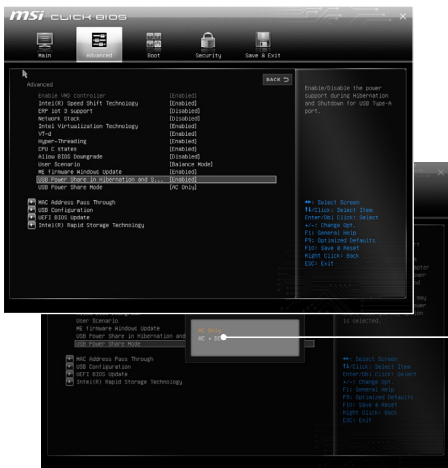 msi CLICK BIOS
Main Advanced Boot Security Save & Exit
Advanced
BACK
Enable VMD controller [Enabled]
Intel(R) Speed Shift Technology [Enabled]
ERP lot 3 Support [Disabled]
Network Stack [Disabled]
Intel Virtualization Technology [Enabled]
VT-d [Enabled]
Hyper-Threading [Enabled]
CPU C states [Enabled]
Allow BIOS Downgrade [Disabled]
User Scenario [Balance Mode]
ME firmware Windows Update [Enabled]
USB Power Share in Hibernation and S... [Enabled]
USB Power Share Mode [AC Only]
MAC Address Pass Through
USB Configuration
UEFI BIOS Update
Intel(R) Rapid Storage Technology
Enable/Disable the power
support during Hibernation
and Shutdown for USB Type-A
port.
↔: Select Screen
↑↓/Click: Select Item
Enter/Dbl Click: Select
+/-: Change Opt.
F1: General Help
F9: Optimized Defaults
F10: Save & Reset
Right Click: Back
ESC: Exit
User Scenario
ME firmware Windows Update
USB Power Share in Hibernation and
USB Power Share Mode
MAC Address Pass Through
USB Configuration
UEFI BIOS Update
Intel(R) Rapid Storage Technology
AC Only
AC + DC
is selected.
↔: Select Screen
↑↓/Click: Select Item
Enter/Dbl Click: Select
+/-: Change Opt.
F1: General Help
F9: Optimized Defaults
F10: Save & Reset
Right Click: Back
ESC: Exit